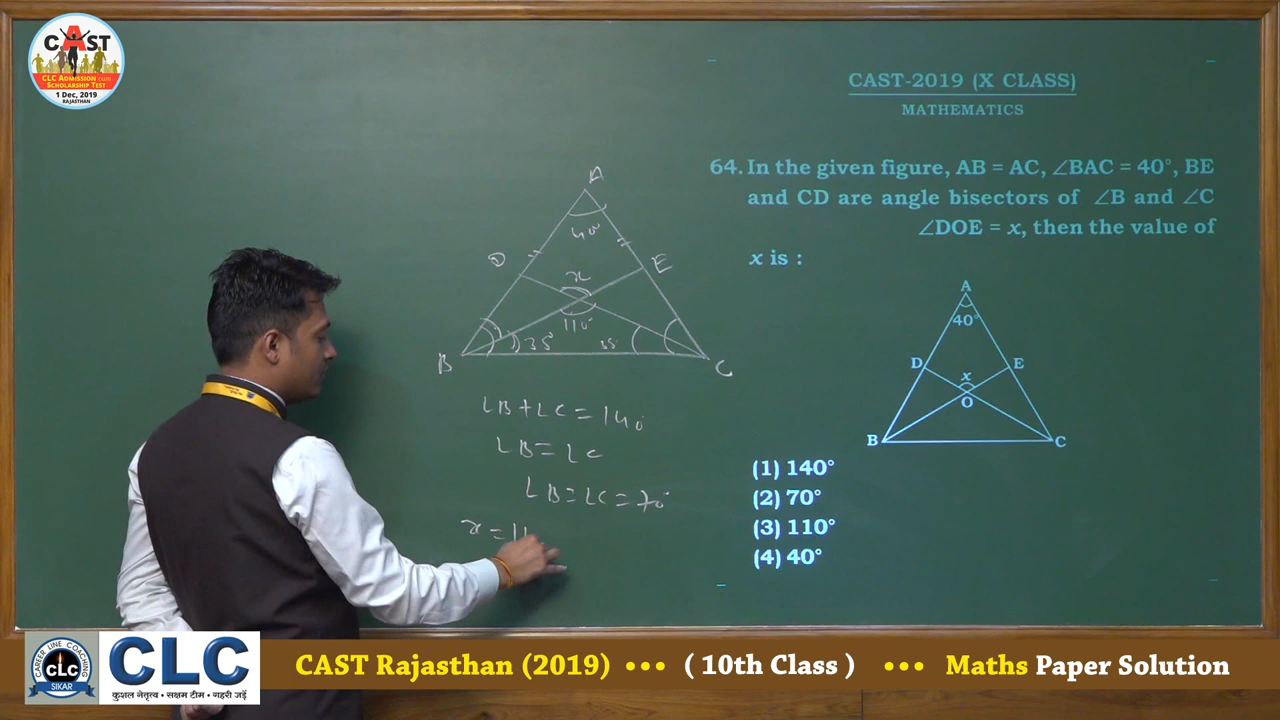 CAST
CLC ADMISSION cum
SCHOLARSHIP TEST
1 Dec, 2019
RAJASTHAN
CAST-2019 (X CLASS)
MATHEMATICS
64. In the given figure, AB = AC, ∠BAC = 40°, BE
and CD are angle bisectors of ∠B and ∠C
∠DOE = x, then the value of
x is :
A
40°
D
E
x
O
B
C
(1) 140°
(2) 70°
(3) 110°
(4) 40°
A
40°
D
E
x
110°
35°
35
B
C
∠B+∠C = 140
∠B = ∠C
∠B = ∠C = 70°
x = 11
CAREER LINE COACHING
CLC
SIKAR
CLC
कुशल नेतृत्व • सक्षम टीम • गहरी जड़ें
CAST Rajasthan (2019) ••• ( 10th Class ) ••• Maths Paper Solution